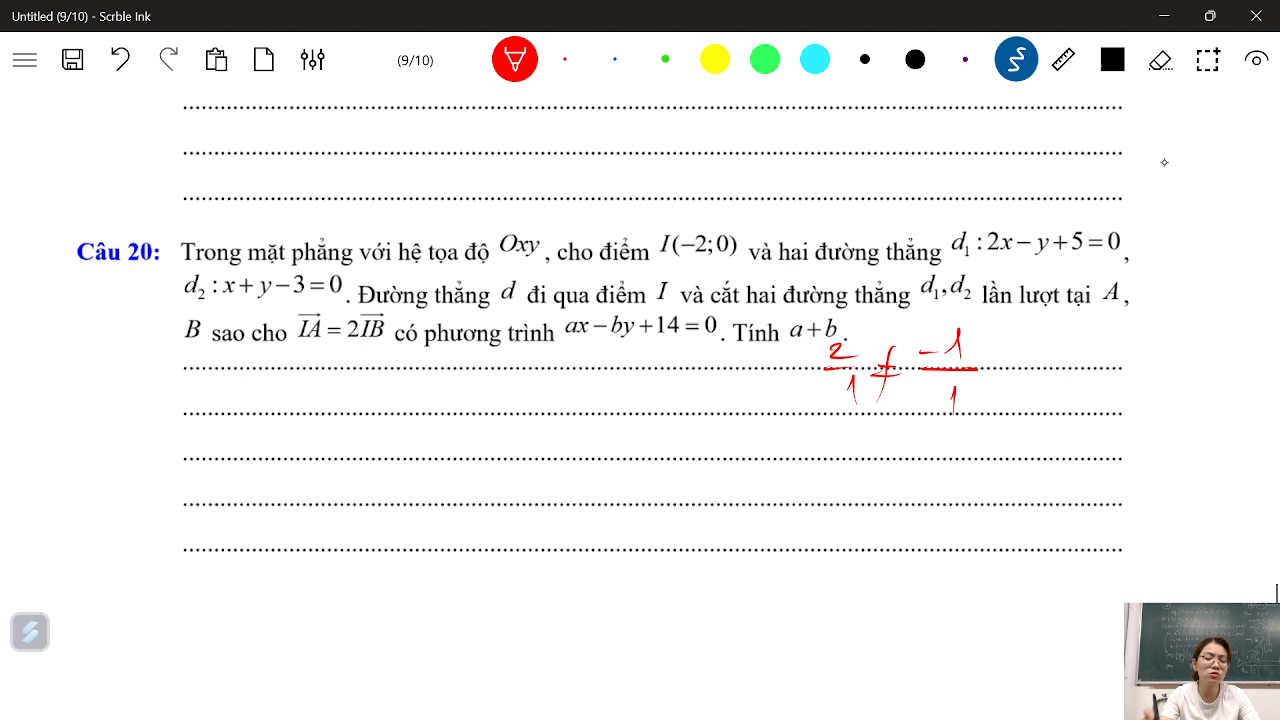 Untitled (9/10) - Scrble Ink
(9/10)
Câu 20: Trong mặt phẳng với hệ tọa độ Oxy, cho điểm I(−2;0) và hai đường thẳng d₁ : 2x − y + 5 = 0,
d₂ : x + y − 3 = 0. Đường thẳng d đi qua điểm I và cắt hai đường thẳng d₁, d₂ lần lượt tại A,
B sao cho \overrightarrow{IA} = 2\overrightarrow{IB} có phương trình ax − by + 14 = 0. Tính a + b.
2/1 ≠ −1/1